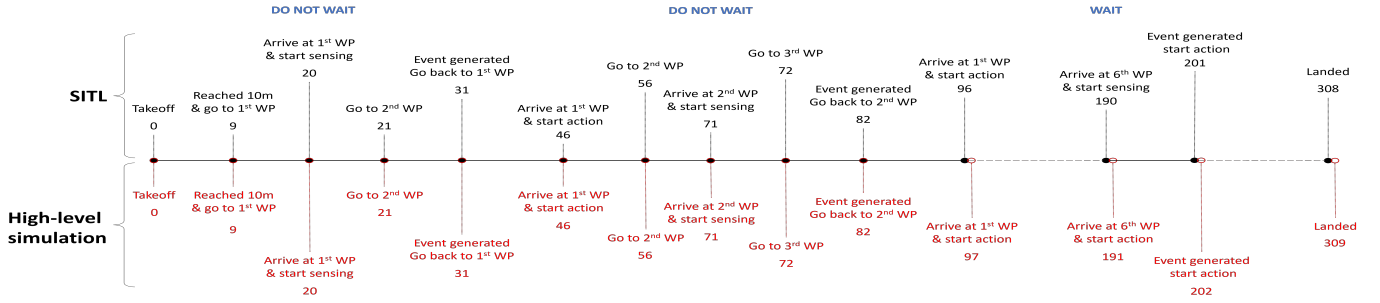 DO NOT WAIT
DO NOT WAIT
WAIT
SITL
Takeoff
0
Reached 10m
& go to 1st WP
9
Arrive at 1st WP
& start sensing
20
Go to 2nd WP
21
Event generated
Go back to 1st WP
31
Arrive at 1st WP
& start action
46
Go to 2nd WP
56
Arrive at 2nd WP
& start sensing
71
Go to 3rd WP
72
Event generated
Go back to 2nd WP
82
Arrive at 1st WP
& start action
96
Arrive at 6th WP
& start sensing
190
Event generated
start action
201
Landed
308
High-level
simulation
Takeoff
0
Reached 10m
& go to 1st WP
9
Arrive at 1st WP
& start sensing
20
Go to 2nd WP
21
Event generated
Go back to 1st WP
31
Arrive at 1st WP
& start action
46
Go to 2nd WP
56
Arrive at 2nd WP
& start sensing
71
Go to 3rd WP
72
Event generated
Go back to 2nd WP
82
Arrive at 1st WP
& start action
97
Arrive at 6th WP
& start action
191
Event generated
start action
202
Landed
309